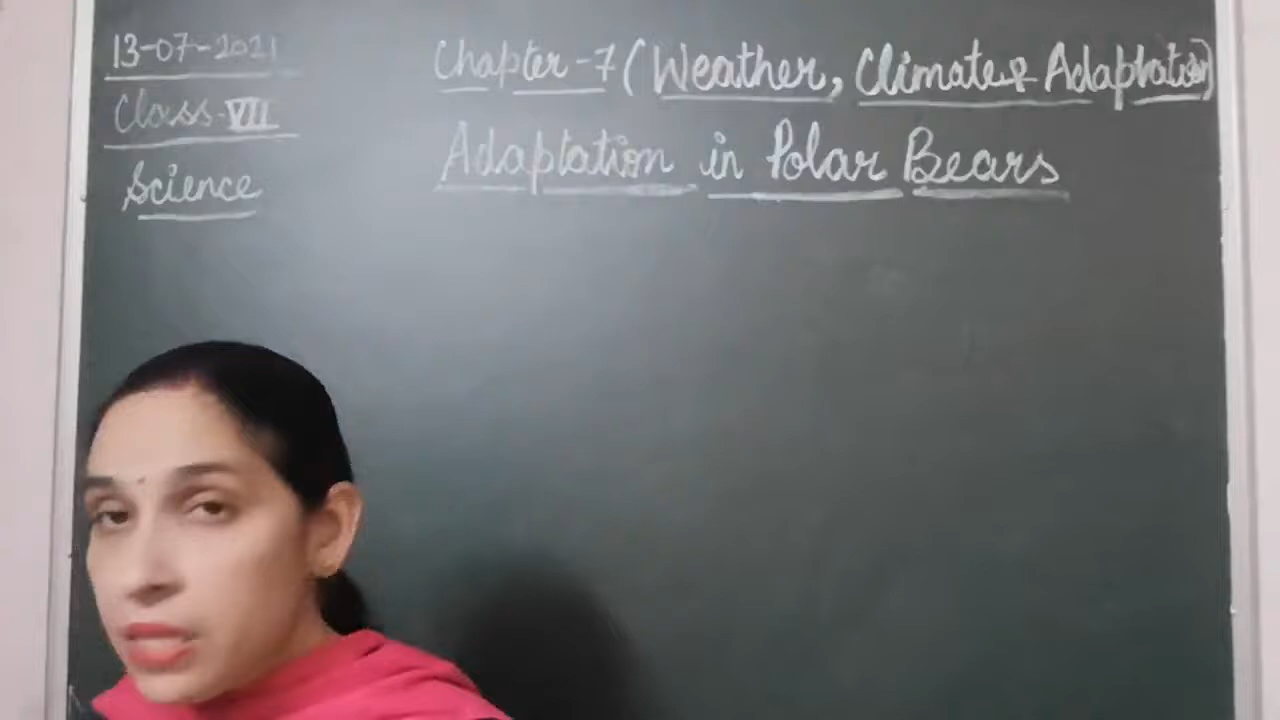 13-07-2021
Class-VII
Science
Chapter-7 (Weather, Climate & Adaptation)
Adaptation in Polar Bears